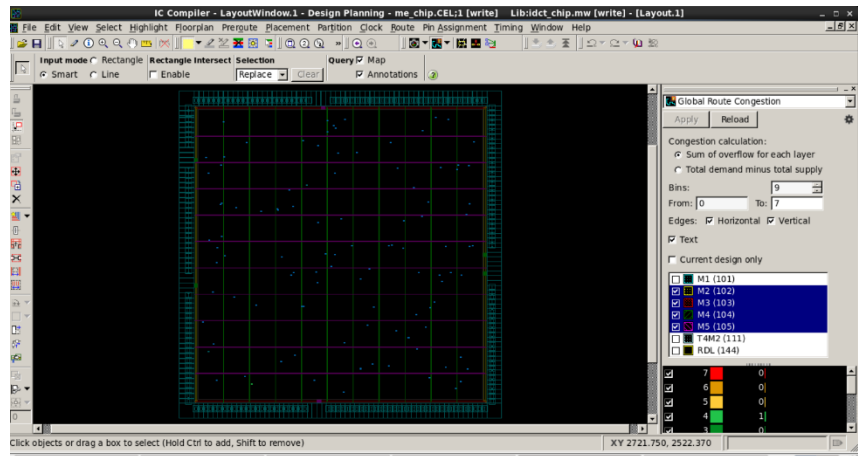 IC Compiler - LayoutWindow.1 - Design Planning - me_chip.CEL;1 [write]    Lib:idct_chip.mw [write] - [Layout.1]
File Edit View Select Highlight Floorplan Preroute Placement Partition Clock Route Pin Assignment Timing Window Help
Input mode Rectangle Rectangle Intersect Selection Query Map
Smart Line Enable Replace Clear Annotations
Global Route Congestion
Apply Reload
Congestion calculation:
Sum of overflow for each layer
Total demand minus total supply
Bins: 9
From: 0 To: 7
Edges: Horizontal Vertical
Text
Current design only
M1 (101)
M2 (102)
M3 (103)
M4 (104)
M5 (105)
T4M2 (111)
RDL (144)
7 0
6 0
5 0
4 1
3 0
0
Click objects or drag a box to select (Hold Ctrl to add, Shift to remove) XY 2721.750, 2522.370